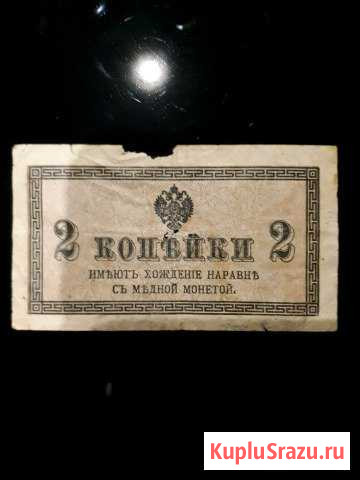 2 КОПѢЙКИ 2
ИМѢЮТЪ ХОЖДЕНІЕ НАРАВНѢ
СЪ МѢДНОЙ МОНЕТОЙ.
KupluSrazu.ru